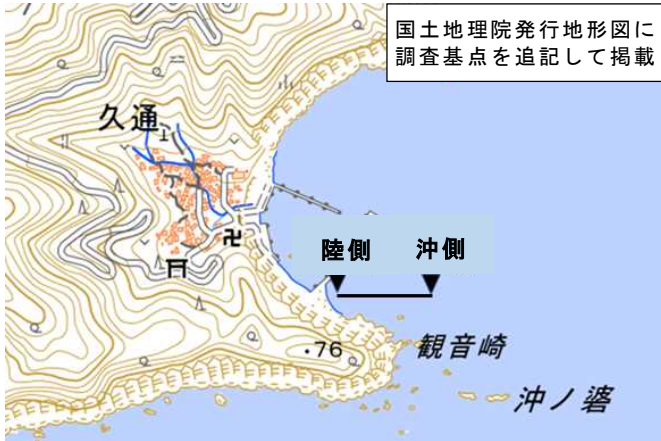 国土地理院発行地形図に
調査基点を追記して掲載
久通
陸側 沖側
・76
観音崎
沖ノ碆